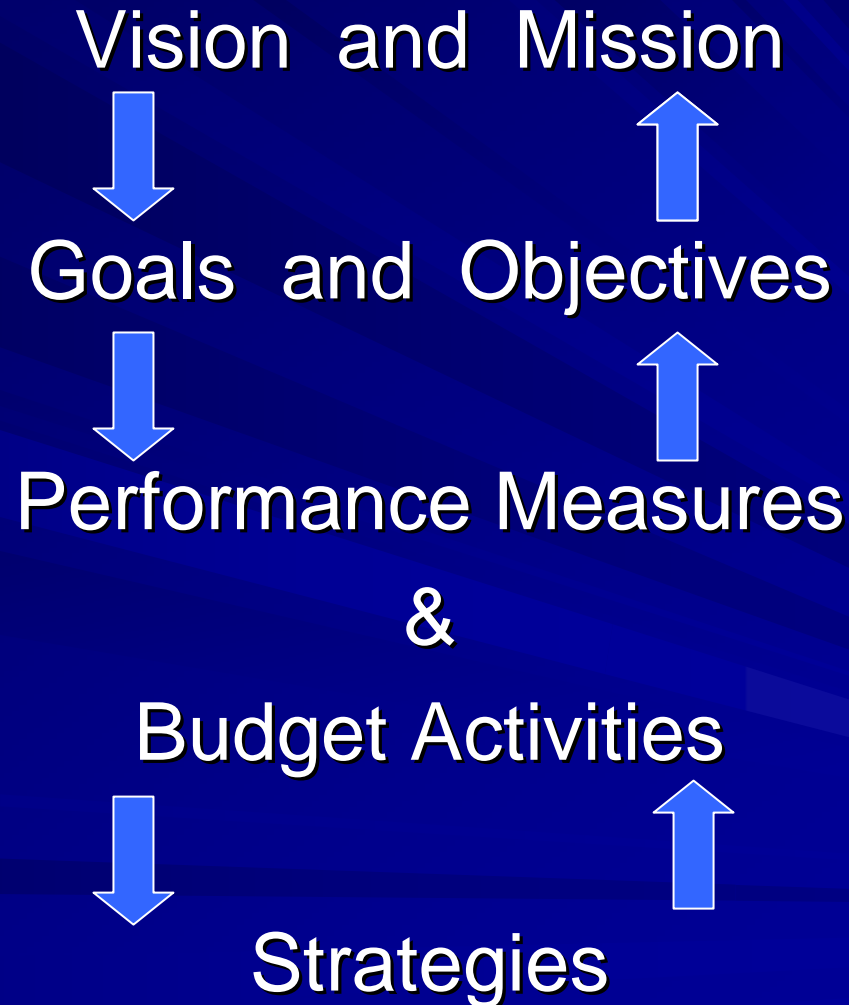 Vision and Mission
Goals and Objectives
Performance Measures
&
Budget Activities
Strategies